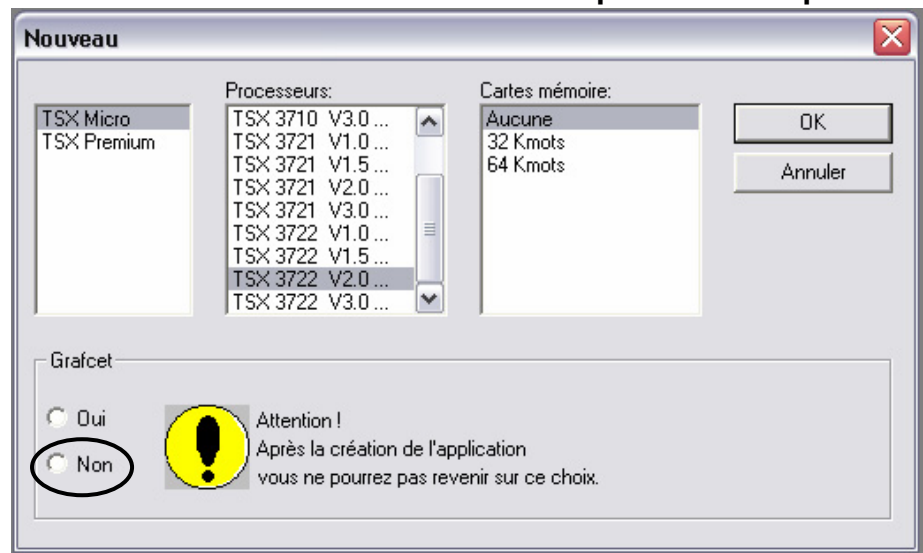 Nouveau
Processeurs:
Cartes mémoire:
TSX Micro
TSX Premium
TSX 3710 V3.0 ...
TSX 3721 V1.0 ...
TSX 3721 V1.5 ...
TSX 3721 V2.0 ...
TSX 3721 V3.0 ...
TSX 3722 V1.0 ...
TSX 3722 V1.5 ...
TSX 3722 V2.0 ...
TSX 3722 V3.0 ...
Aucune
32 Kmots
64 Kmots
OK
Annuler
Grafcet
Oui
Non
Attention !
Après la création de l'application
vous ne pourrez pas revenir sur ce choix.